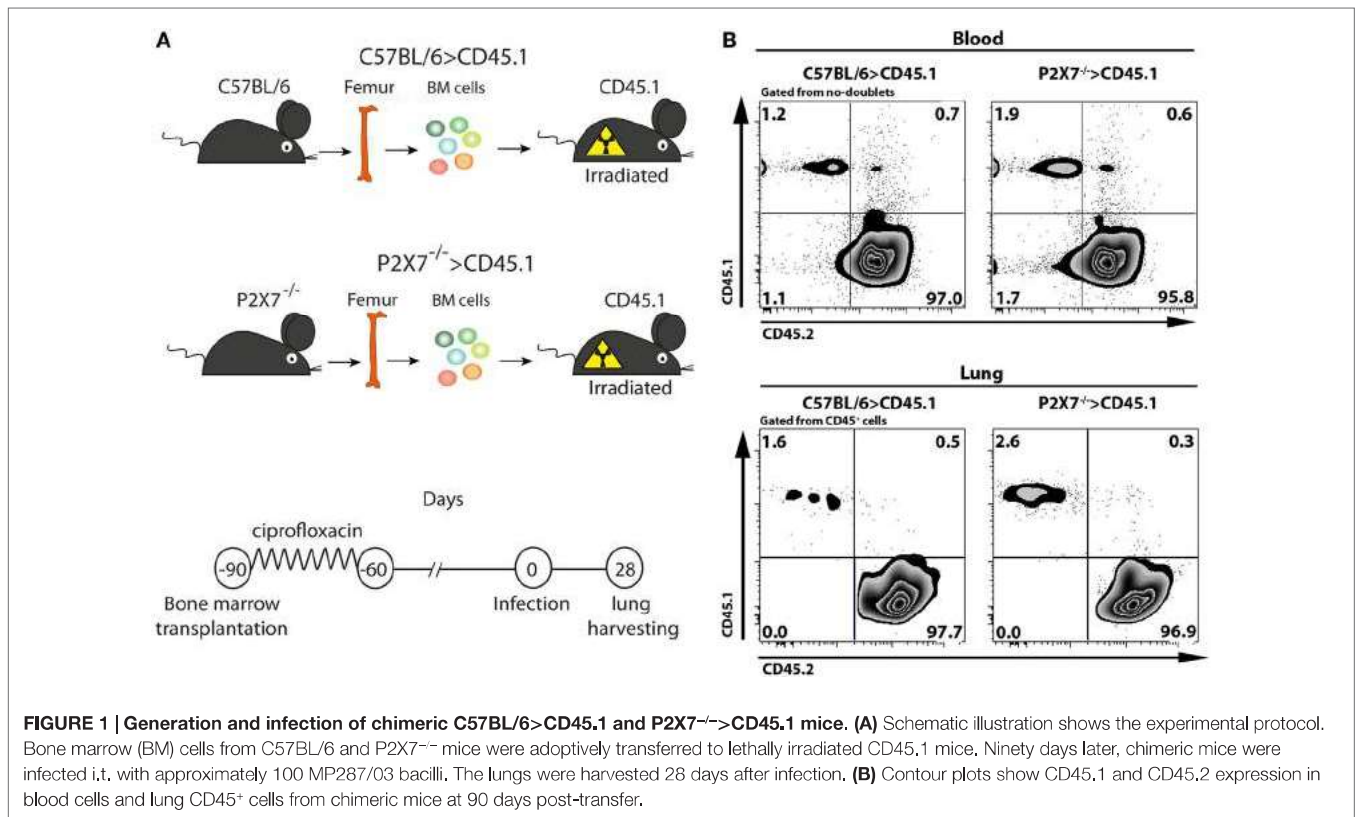 A
C57BL/6>CD45.1
C57BL/6
Femur
BM cells
CD45.1
Irradiated
P2X7-/->CD45.1
P2X7-/-
Femur
BM cells
CD45.1
Irradiated
Days
ciprofloxacin
-90
-60
//
0
28
Bone marrow
transplantation
Infection
lung
harvesting
B
Blood
C57BL/6>CD45.1
P2X7-/->CD45.1
Gated from no-doublets
1.2
0.7
1.9
0.6
CD45.1
1.1
97.0
1.7
95.8
CD45.2
Lung
C57BL/6>CD45.1
P2X7-/->CD45.1
Gated from CD45⁺ cells
1.6
0.5
2.6
0.3
CD45.1
0.0
97.7
0.0
96.9
CD45.2
FIGURE 1 | Generation and infection of chimeric C57BL/6>CD45.1 and P2X7−/−>CD45.1 mice. (A) Schematic illustration shows the experimental protocol.
Bone marrow (BM) cells from C57BL/6 and P2X7−/− mice were adoptively transferred to lethally irradiated CD45.1 mice. Ninety days later, chimeric mice were
infected i.t. with approximately 100 MP287/03 bacilli. The lungs were harvested 28 days after infection. (B) Contour plots show CD45.1 and CD45.2 expression in
blood cells and lung CD45⁺ cells from chimeric mice at 90 days post-transfer.